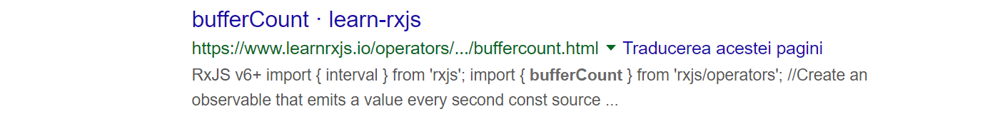 bufferCount · learn-rxjs
https://www.learnrxjs.io/operators/.../buffercount.html Traducerea acestei pagini
RxJS v6+ import { interval } from 'rxjs'; import { bufferCount } from 'rxjs/operators'; //Create an
observable that emits a value every second const source ...